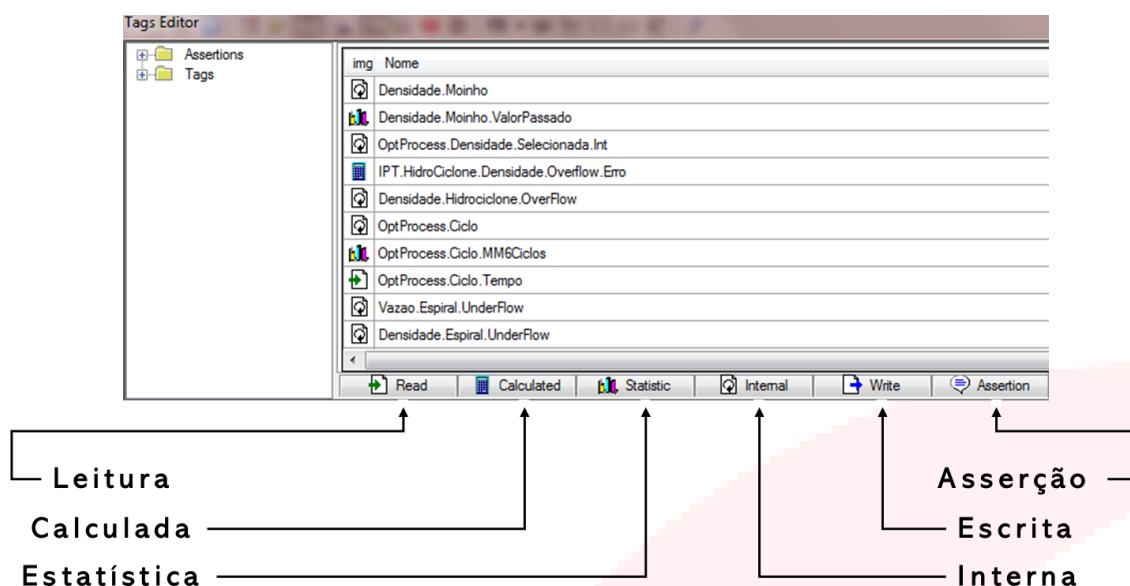 Tags Editor
Assertions
Tags
img Nome
Densidade.Moinho
Densidade.Moinho.ValorPassado
OptProcess.Densidade.Selecionada.Int
IPT.HidroCiclone.Densidade.Overflow.Erro
Densidade.Hidrociclone.OverFlow
OptProcess.Ciclo
OptProcess.Ciclo.MM6Ciclos
OptProcess.Ciclo.Tempo
Vazao.Espiral.UnderFlow
Densidade.Espiral.UnderFlow
Read Calculated Statistic Internal Write Assertion
Leitura Asserção
Calculada Escrita
Estatística Interna